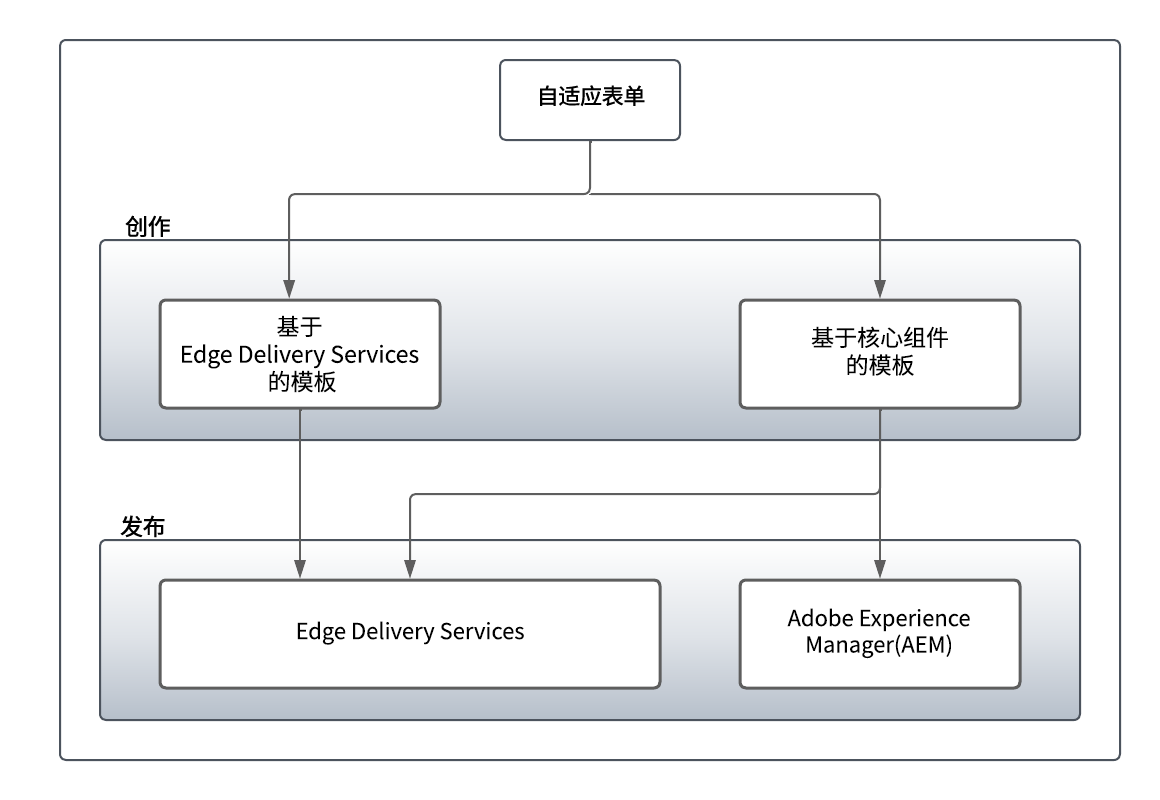 自适应表单
创作
基于
Edge Delivery Services
的模板
基于核心组件
的模板
发布
Edge Delivery Services
Adobe Experience
Manager(AEM)